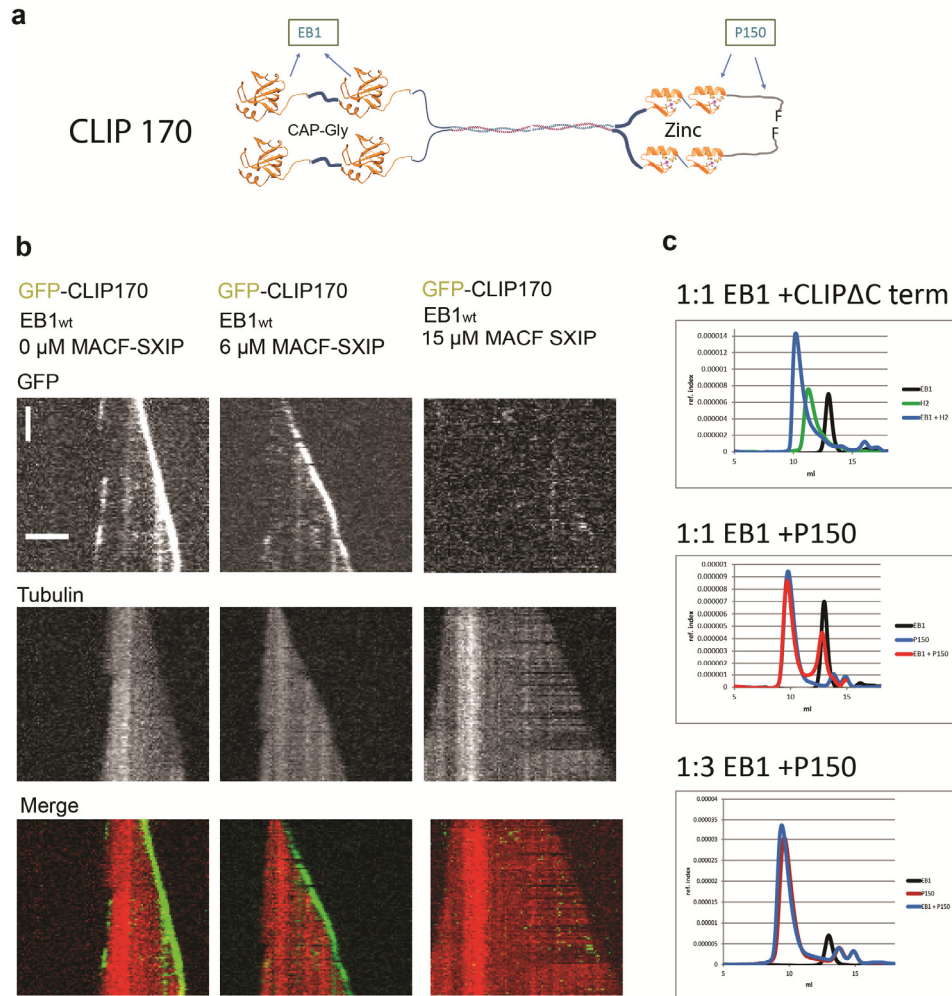 a
EB1
P150
CLIP 170
CAP-Gly
Zinc
F
F
b
GFP-CLIP170
EB1wt
0 µM MACF-SXIP
GFP-CLIP170
EB1wt
6 µM MACF-SXIP
GFP-CLIP170
EB1wt
15 µM MACF SXIP
GFP
Tubulin
Merge
c
1:1 EB1 +CLIPΔC term
ref. index
0.000014
0.000012
0.00001
0.000008
0.000006
0.000004
0.000002
0
5
10
15
ml
EB1
H2
EB1 + H2
1:1 EB1 +P150
ref. index
0.00001
0.000009
0.000008
0.000007
0.000006
0.000005
0.000004
0.000003
0.000002
0.000001
0
5
10
15
ml
EB1
P150
EB1 + P150
1:3 EB1 +P150
ref. index
0.00004
0.000035
0.00003
0.000025
0.00002
0.000015
0.00001
0.000005
0
5
10
15
ml
EB1
P150
EB1 + P150